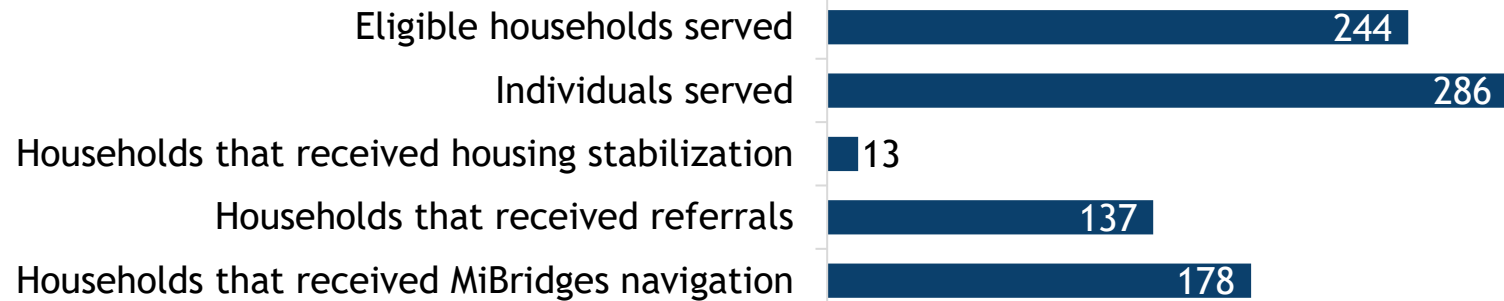 Eligible households served 244
Individuals served 286
Households that received housing stabilization 13
Households that received referrals 137
Households that received MiBridges navigation 178